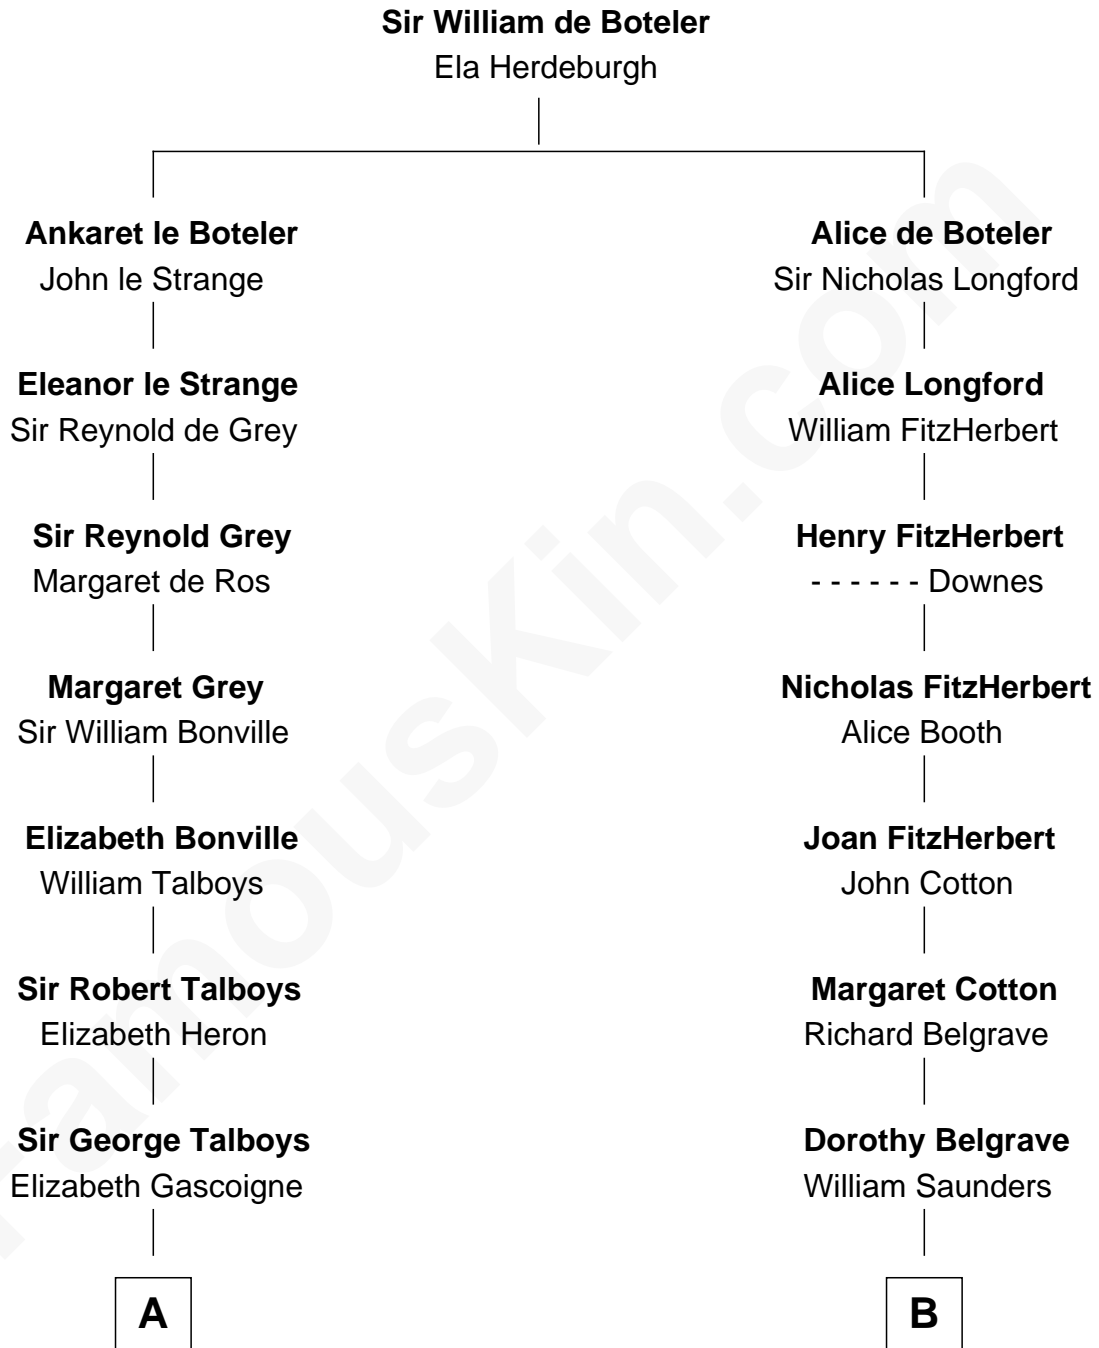 Sir William de Boteler
Ela Herdeburgh
Ankaret le Boteler
John le Strange
Alice de Boteler
Sir Nicholas Longford
Eleanor le Strange
Sir Reynold de Grey
Alice Longford
William FitzHerbert
Sir Reynold Grey
Margaret de Ros
Henry FitzHerbert
- - - - - - Downes
Margaret Grey
Sir William Bonville
Nicholas FitzHerbert
Alice Booth
Elizabeth Bonville
William Talboys
Joan FitzHerbert
John Cotton
Sir Robert Talboys
Elizabeth Heron
Margaret Cotton
Richard Belgrave
Sir George Talboys
Elizabeth Gascoigne
Dorothy Belgrave
William Saunders
A
B
FamousKin.com